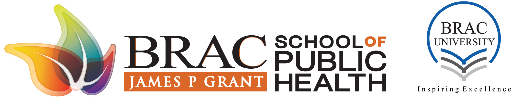 BRAC
JAMES P GRANT
SCHOOL OF
PUBLIC
HEALTH
BRAC
UNIVERSITY
Inspiring Excellence